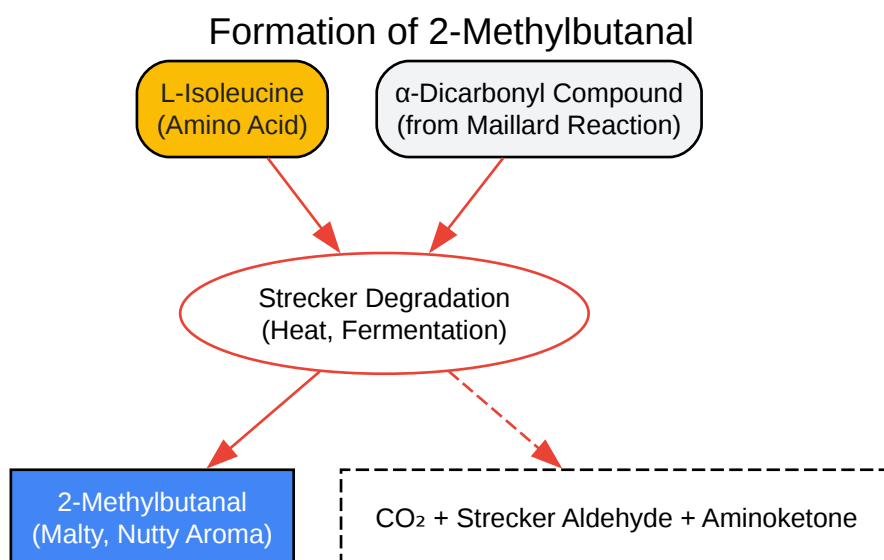 Formation of 2-Methylbutanal
L-Isoleucine
(Amino Acid)
α-Dicarbonyl Compound
(from Maillard Reaction)
Strecker Degradation
(Heat, Fermentation)
2-Methylbutanal
(Malty, Nutty Aroma)
CO₂ + Strecker Aldehyde + Aminoketone